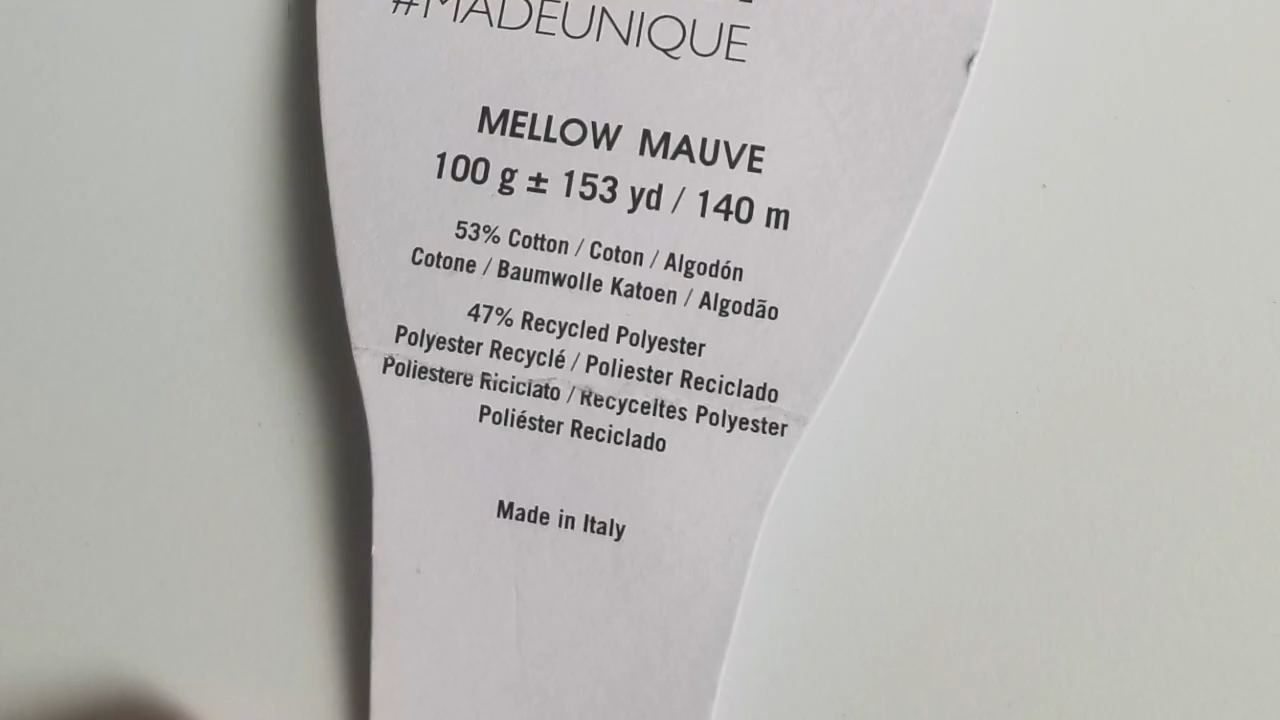 #MADEUNIQUE
MELLOW MAUVE
100 g ± 153 yd / 140 m
53% Cotton / Coton / Algodón
Cotone / Baumwolle Katoen / Algodão
47% Recycled Polyester
Polyester Recyclé / Poliester Reciclado
Poliestere Riciclato / Recyceltes Polyester
Poliéster Reciclado
Made in Italy